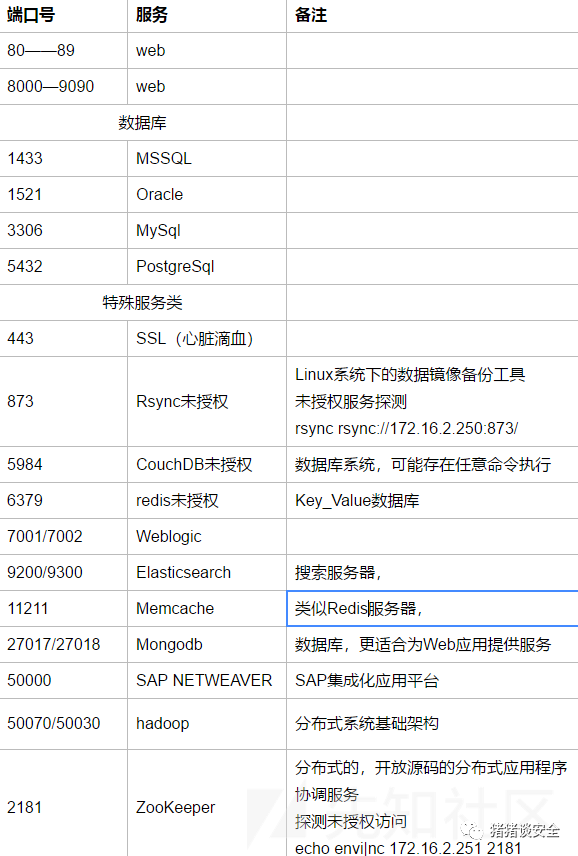 端口号 服务 备注
80——89 web
8000—9090 web
数据库
1433 MSSQL
1521 Oracle
3306 MySql
5432 PostgreSql
特殊服务类
443 SSL（心脏滴血）
873 Rsync未授权 Linux系统下的数据镜像备份工具
未授权服务探测
rsync rsync://172.16.2.250:873/
5984 CouchDB未授权 数据库系统，可能存在任意命令执行
6379 redis未授权 Key_Value数据库
7001/7002 Weblogic
9200/9300 Elasticsearch 搜索服务器，
11211 Memcache 类似Redis服务器，
27017/27018 Mongodb 数据库，更适合为Web应用提供服务
50000 SAP NETWEAVER SAP集成化应用平台
50070/50030 hadoop 分布式系统基础架构
2181 ZooKeeper 分布式的，开放源码的分布式应用程序
协调服务
探测未授权访问
echo envi|nc 172.16.2.251 2181
先知社区
猪猪谈安全